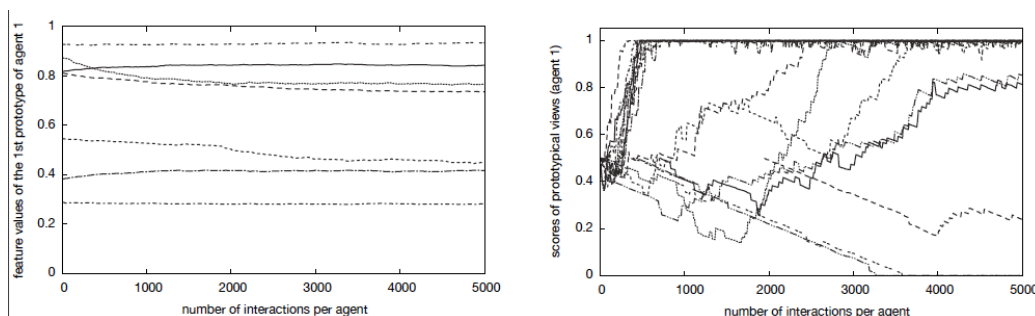 feature values of the 1st prototype of agent 1
1
0.8
0.6
0.4
0.2
0
0 1000 2000 3000 4000 5000
number of interactions per agent
scores of prototypical views (agent 1)
1
0.8
0.6
0.4
0.2
0
0 1000 2000 3000 4000 5000
number of interactions per agent